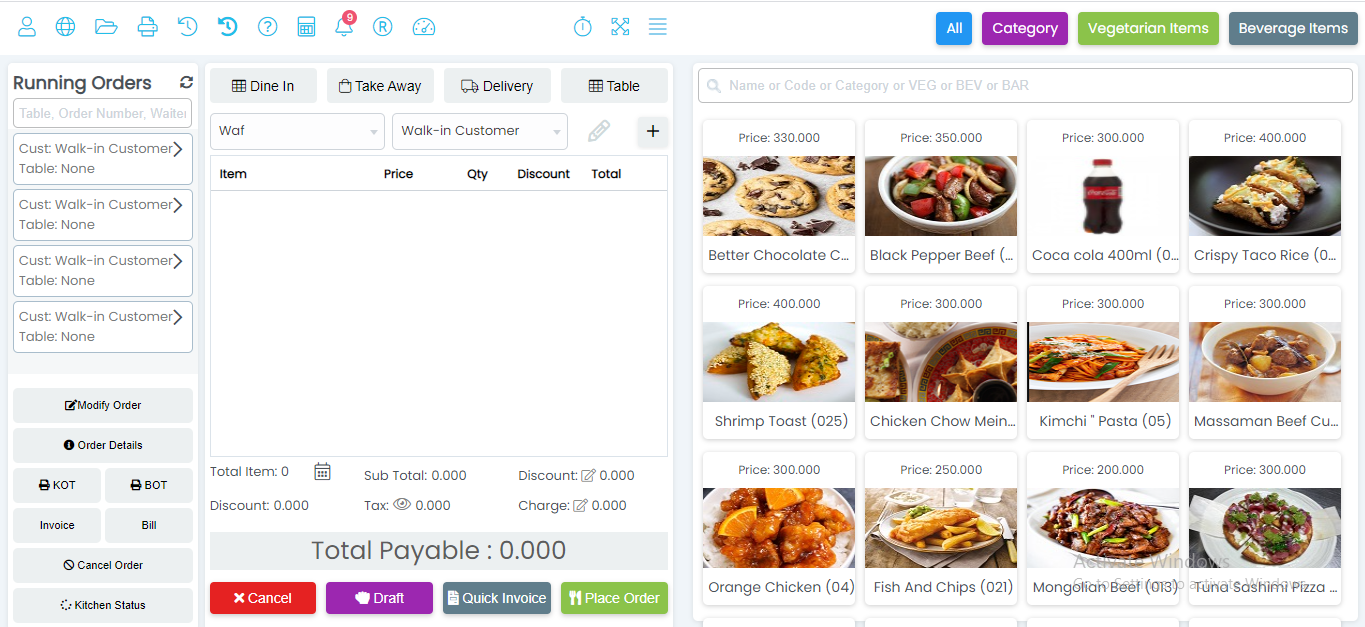 9
All
Category
Vegetarian Items
Beverage Items
Running Orders
Table, Order Number, Waiter
Cust: Walk-in Customer
Table: None
Cust: Walk-in Customer
Table: None
Cust: Walk-in Customer
Table: None
Cust: Walk-in Customer
Table: None
Modify Order
Order Details
KOT BOT
Invoice Bill
Cancel Order
Kitchen Status
Dine In Take Away Delivery Table
Waf Walk-in Customer +
Item Price Qty Discount Total
Total Item: 0 Sub Total: 0.000 Discount: 0.000
Discount: 0.000 Tax: 0.000 Charge: 0.000
Total Payable : 0.000
Cancel Draft Quick Invoice Place Order
Name or Code or Category or VEG or BEV or BAR
Price: 330.000 Price: 350.000 Price: 300.000 Price: 400.000
Better Chocolate C... Black Pepper Beef (... Coca cola 400ml (0... Crispy Taco Rice (0...
Price: 400.000 Price: 300.000 Price: 300.000 Price: 300.000
Shrimp Toast (025) Chicken Chow Mein... Kimchi " Pasta (05) Massaman Beef Cu...
Price: 300.000 Price: 250.000 Price: 200.000 Price: 300.000
Orange Chicken (04) Fish And Chips (021) Mongolian Beef (013) Tuna Sashimi Pizza ...
Activate Windows
Go to Settings to activate Windows.